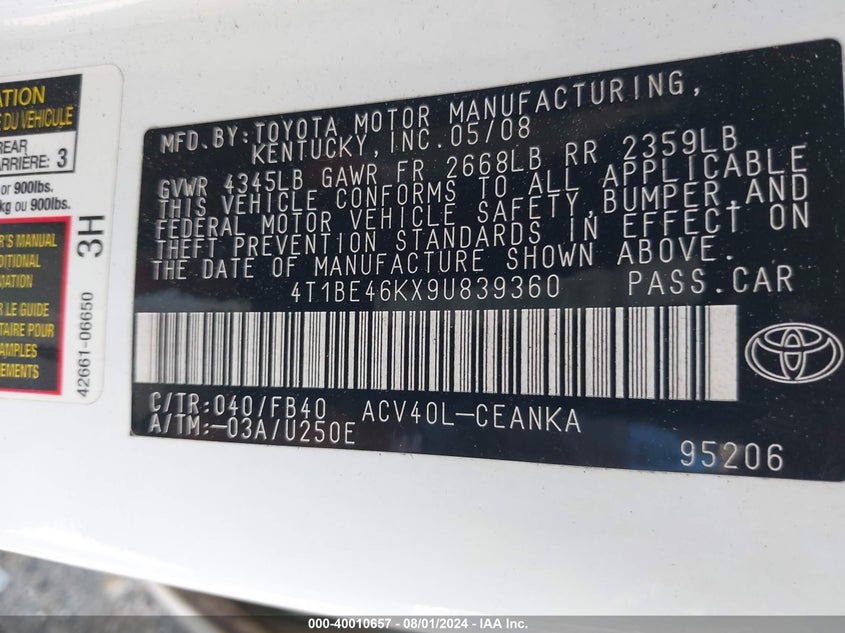 ATION
DU VÉHICULE
REAR
ARRIÈRE: 3
or 900lbs.
kg ou 900lbs.
R'S MANUAL
DITIONAL
MATION
R LE GUIDE
TAIRE POUR
AMPLES
EMENTS
3H
42661-06650
MFD. BY: TOYOTA MOTOR MANUFACTURING,
KENTUCKY, INC. 05/08
GVWR 4345LB GAWR FR 2668LB RR 2359LB
THIS VEHICLE CONFORMS TO ALL APPLICABLE
FEDERAL MOTOR VEHICLE SAFETY, BUMPER, AND
THEFT PREVENTION STANDARDS IN EFFECT ON
THE DATE OF MANUFACTURE SHOWN ABOVE.
4T1BE46KX9U839360 PASS. CAR
C/TR: 040/FB40 ACV40L-CEANKA
A/TM: -03A/U250E
95206
000-40010657 - 08/01/2024 - IAA Inc.